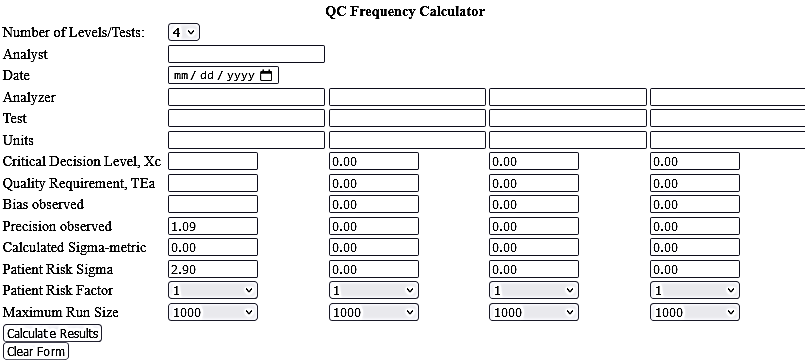 QC Frequency Calculator
Number of Levels/Tests: 4
Analyst
Date mm / dd / yyyy
Analyzer
Test
Units
Critical Decision Level, Xc 0.00 0.00 0.00
Quality Requirement, TEa 0.00 0.00 0.00
Bias observed 0.00 0.00 0.00
Precision observed 1.09 0.00 0.00 0.00
Calculated Sigma-metric 0.00 0.00 0.00 0.00
Patient Risk Sigma 2.90 0.00 0.00 0.00
Patient Risk Factor 1 1 1 1
Maximum Run Size 1000 1000 1000 1000
Calculate Results
Clear Form